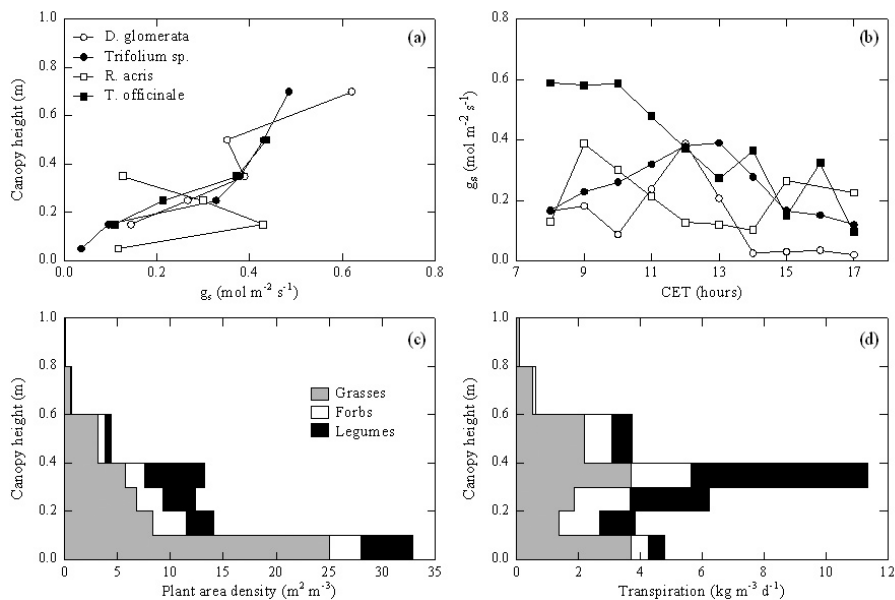 (a)
D. glomerata
Trifolium sp.
R. acris
T. officinale
Canopy height (m)
1.0
0.8
0.6
0.4
0.2
0.0
0.0 0.2 0.4 0.6 0.8
gs (mol m-2 s-1)
(b)
gs (mol m-2 s-1)
0.8
0.6
0.4
0.2
0.0
7 9 11 13 15 17
CET (hours)
(c)
Grasses
Forbs
Legumes
Canopy height (m)
1.0
0.8
0.6
0.4
0.2
0.0
0 5 10 15 20 25 30 35
Plant area density (m2 m-3)
(d)
Canopy height (m)
1.0
0.8
0.6
0.4
0.2
0.0
0 2 4 6 8 10 12
Transpiration (kg m-3 d-1)